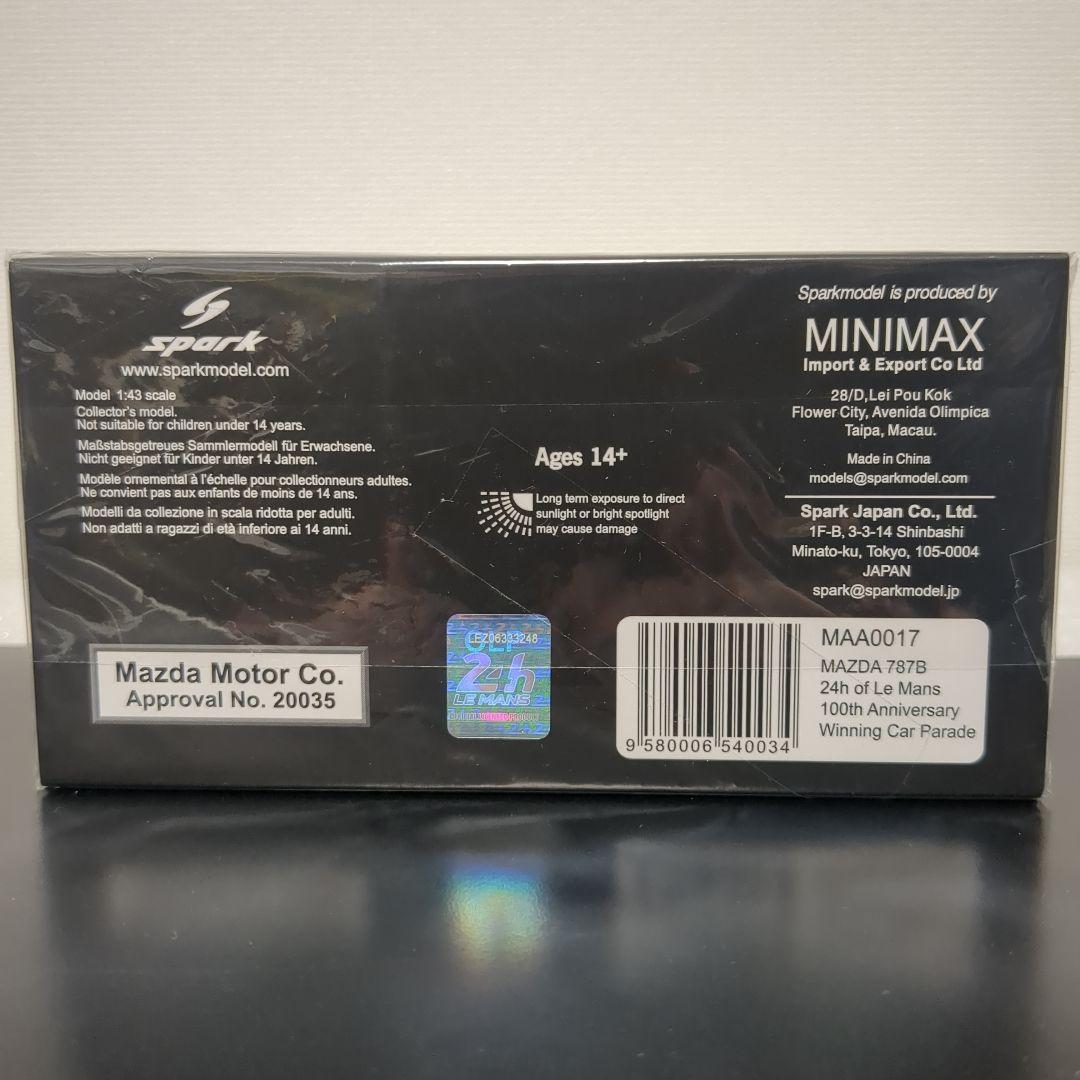 spark
www.sparkmodel.com
Model 1:43 scale
Collector's model.
Not suitable for children under 14 years.
Maßstabsgetreues Sammlermodell für Erwachsene.
Nicht geeignet für Kinder unter 14 Jahren.
Modèle ornemental à l'échelle pour collectionneurs adultes.
Ne convient pas aux enfants de moins de 14 ans.
Modelli da collezione in scala ridotta per adulti.
Non adatti a ragazzi di età inferiore ai 14 anni.
Mazda Motor Co.
Approval No. 20035
Ages 14+
Long term exposure to direct
sunlight or bright spotlight
may cause damage
LEZ06333248
24h
LE MANS
Sparkmodel is produced by
MINIMAX
Import & Export Co Ltd
28/D,Lei Pou Kok
Flower City, Avenida Olimpica
Taipa, Macau.
Made in China
models@sparkmodel.com
Spark Japan Co., Ltd.
1F-B, 3-3-14 Shinbashi
Minato-ku, Tokyo, 105-0004
JAPAN
spark@sparkmodel.jp
9 580006 540034
MAA0017
MAZDA 787B
24h of Le Mans
100th Anniversary
Winning Car Parade